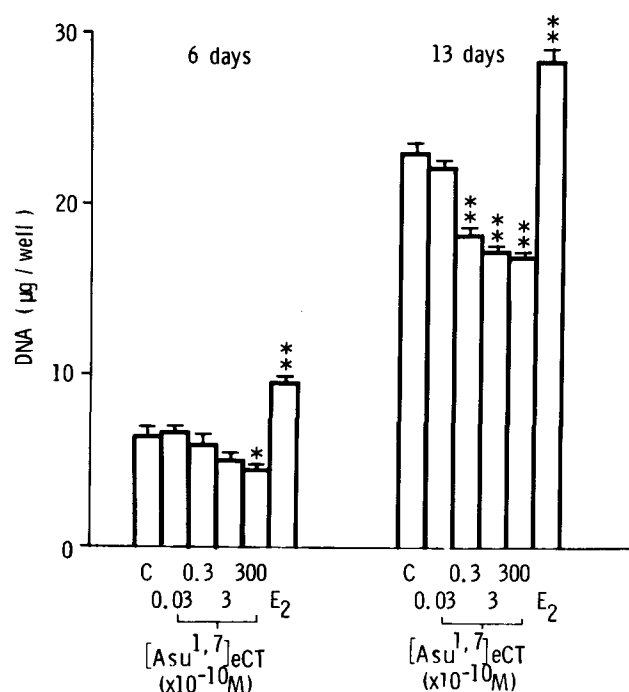 30
20
10
0
DNA (µg / well)
6 days
13 days
**
*
**
**
**
**
C 0.3 300
0.03 3 E₂
[Asu¹,⁷]eCT
(x10⁻¹⁰M)
C 0.3 300
0.03 3 E₂
[Asu¹,⁷]eCT
(x10⁻¹⁰M)